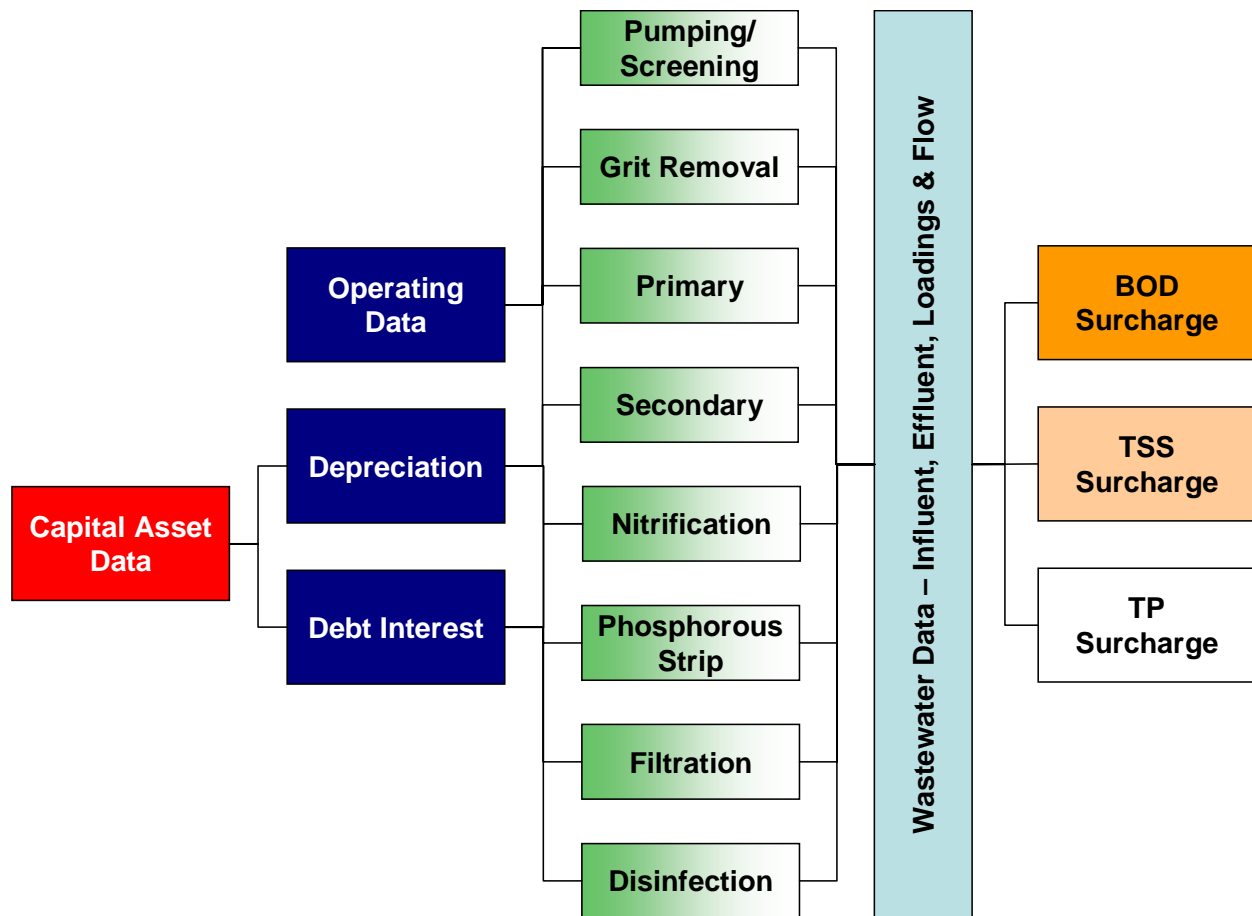 Capital Asset
Data
Operating
Data
Depreciation
Debt Interest
Pumping/
Screening
Grit Removal
Primary
Secondary
Nitrification
Phosphorous
Strip
Filtration
Disinfection
Wastewater Data – Influent, Effluent, Loadings & Flow
BOD
Surcharge
TSS
Surcharge
TP
Surcharge